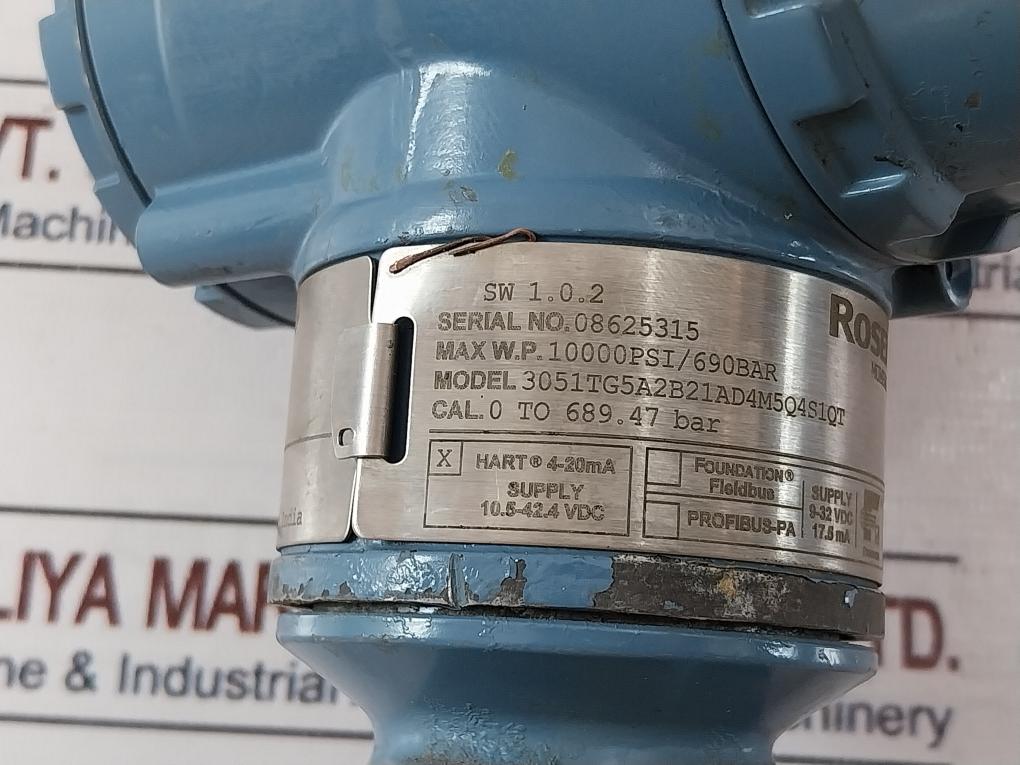 VT.
SW 1.0.2
SERIAL NO. 08625315
MAX W.P. 10000PSI/690BAR
MODEL 3051TG5A2B21AD4M5Q4S1QT
CAL. 0 TO 689.47 bar
X HART® 4-20mA
SUPPLY
10.5-42.4 VDC
FOUNDATION®
Fieldbus
PROFIBUS-PA
SUPPLY
9-32 VDC
17.5 mA
& Industrial